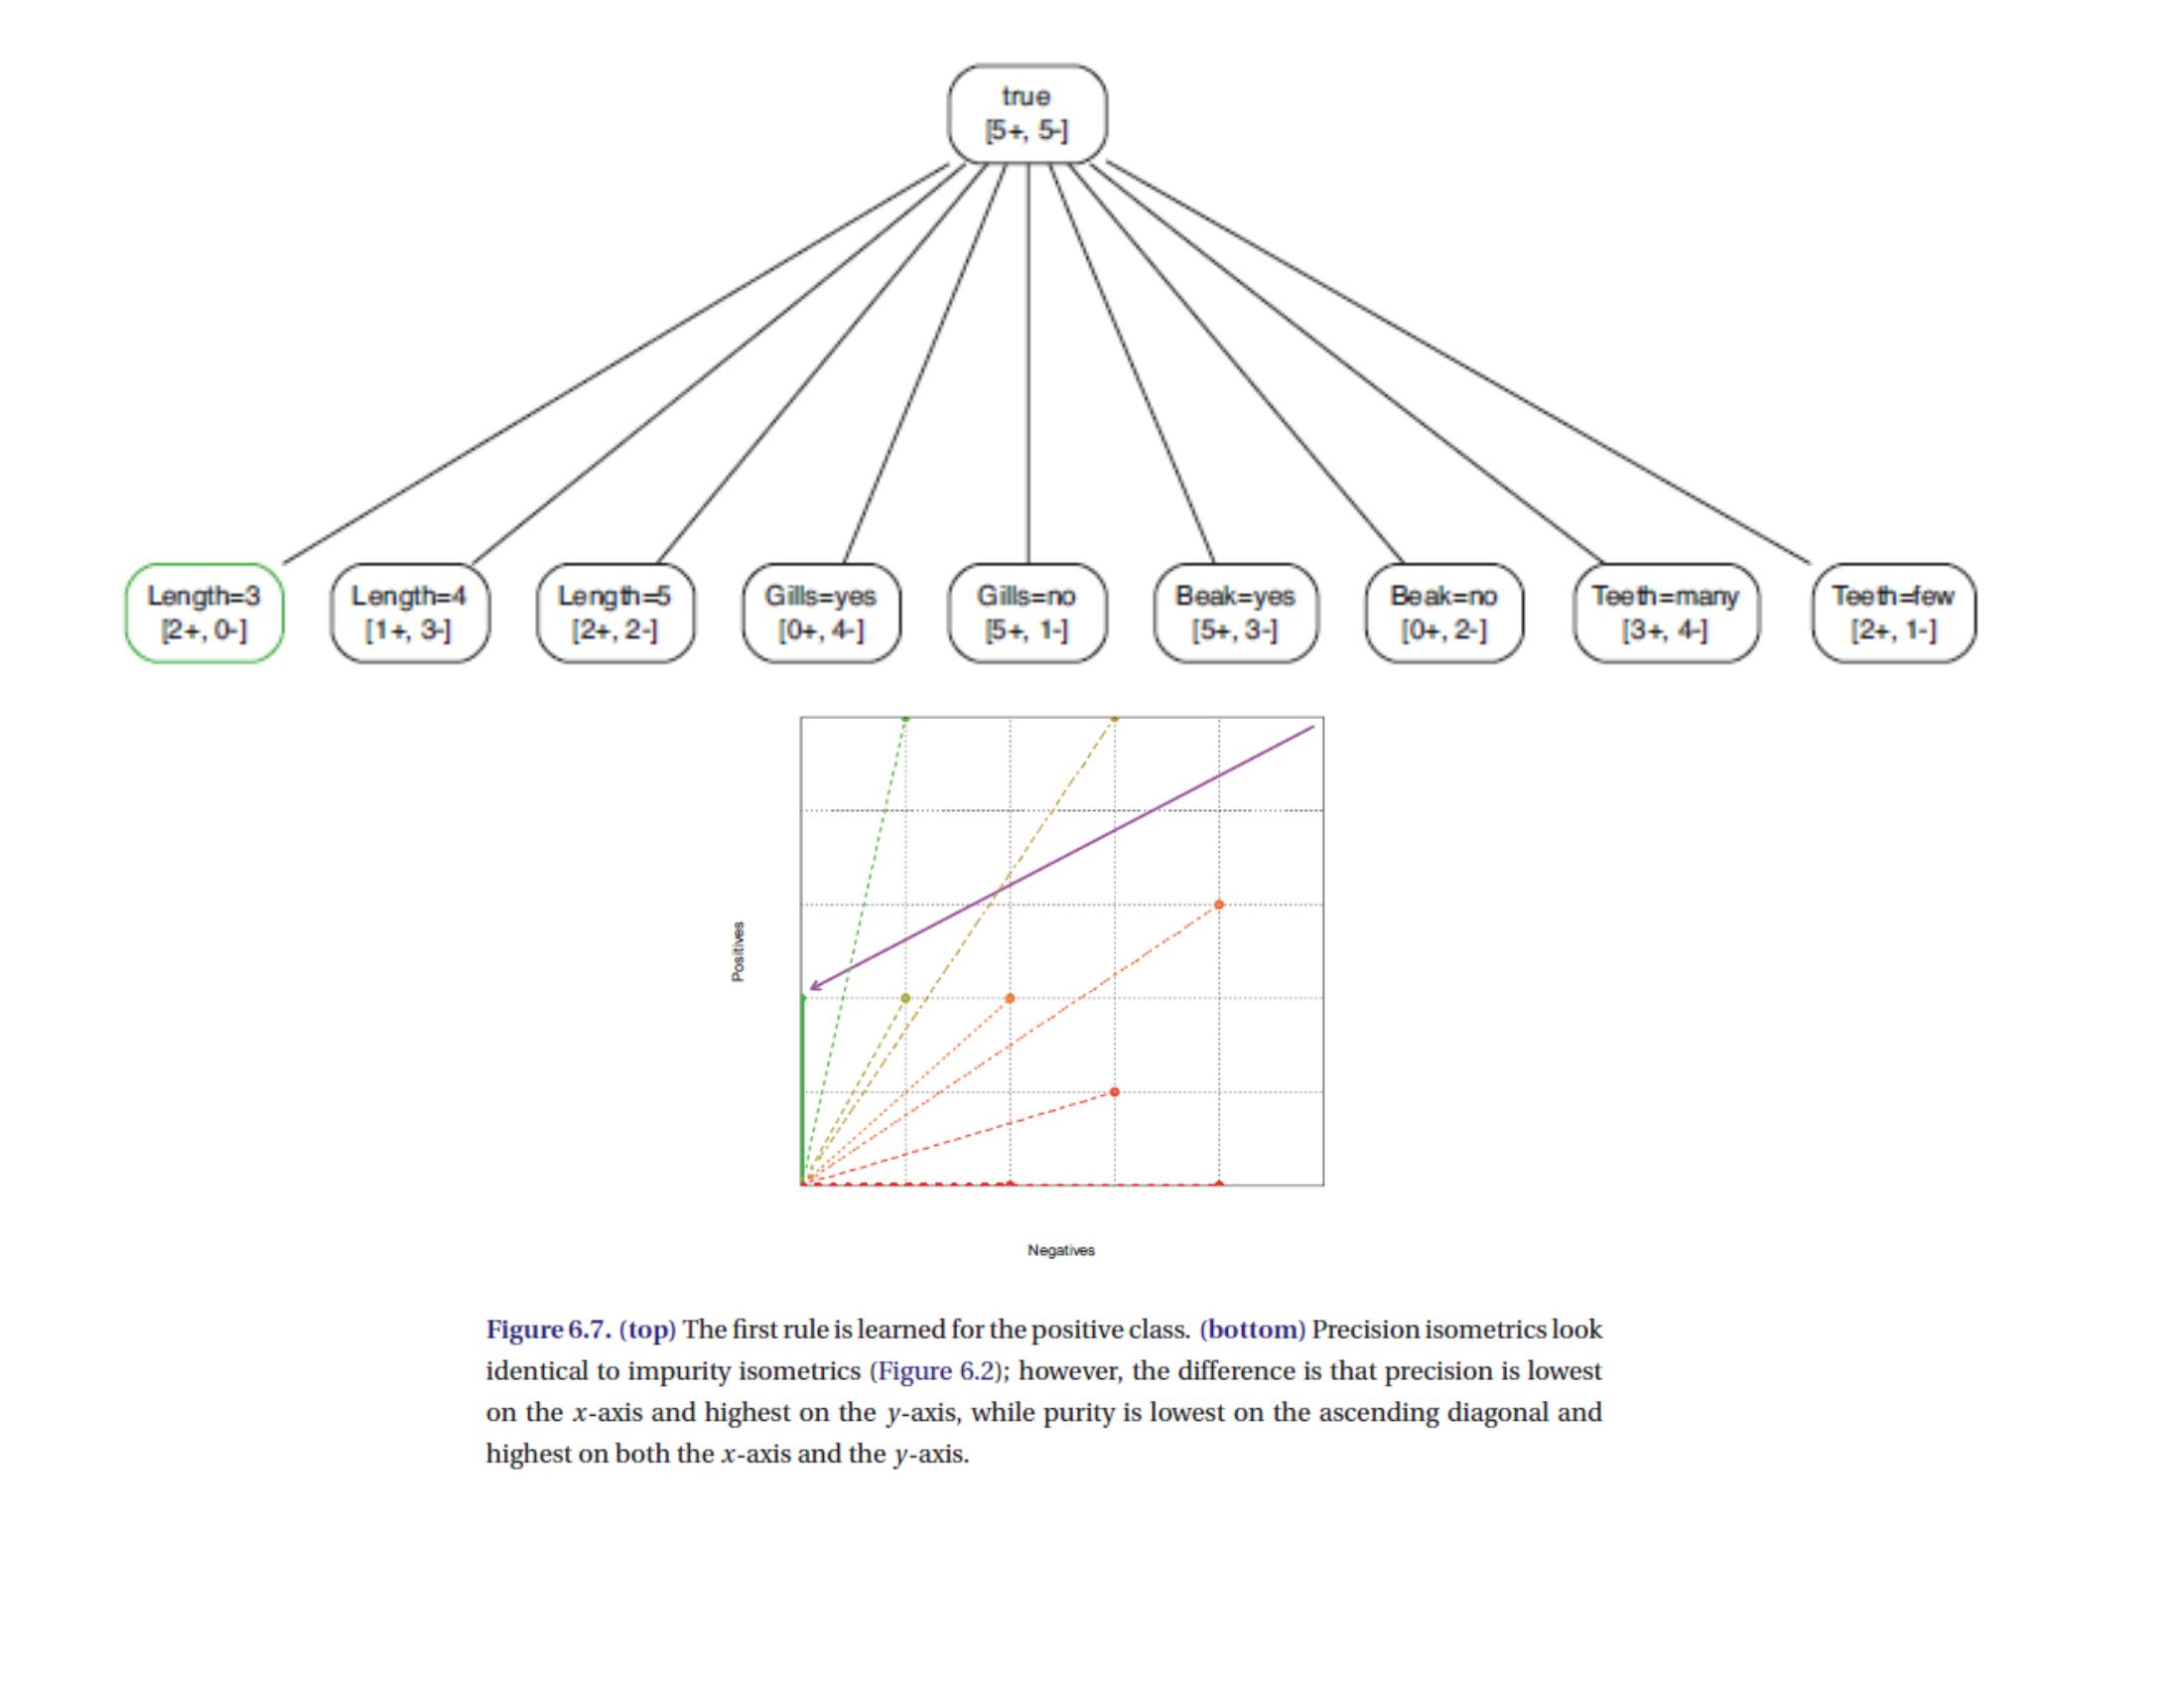 true
[5+, 5-]
Length=3
[2+, 0-]
Length=4
[1+, 3-]
Length=5
[2+, 2-]
Gills=yes
[0+, 4-]
Gills=no
[5+, 1-]
Beak=yes
[5+, 3-]
Beak=no
[0+, 2-]
Teeth=many
[3+, 4-]
Teeth=few
[2+, 1-]
Positives
Negatives
Figure 6.7. (top) The first rule is learned for the positive class. (bottom) Precision isometrics look
identical to impurity isometrics (Figure 6.2); however, the difference is that precision is lowest
on the x-axis and highest on the y-axis, while purity is lowest on the ascending diagonal and
highest on both the x-axis and the y-axis.